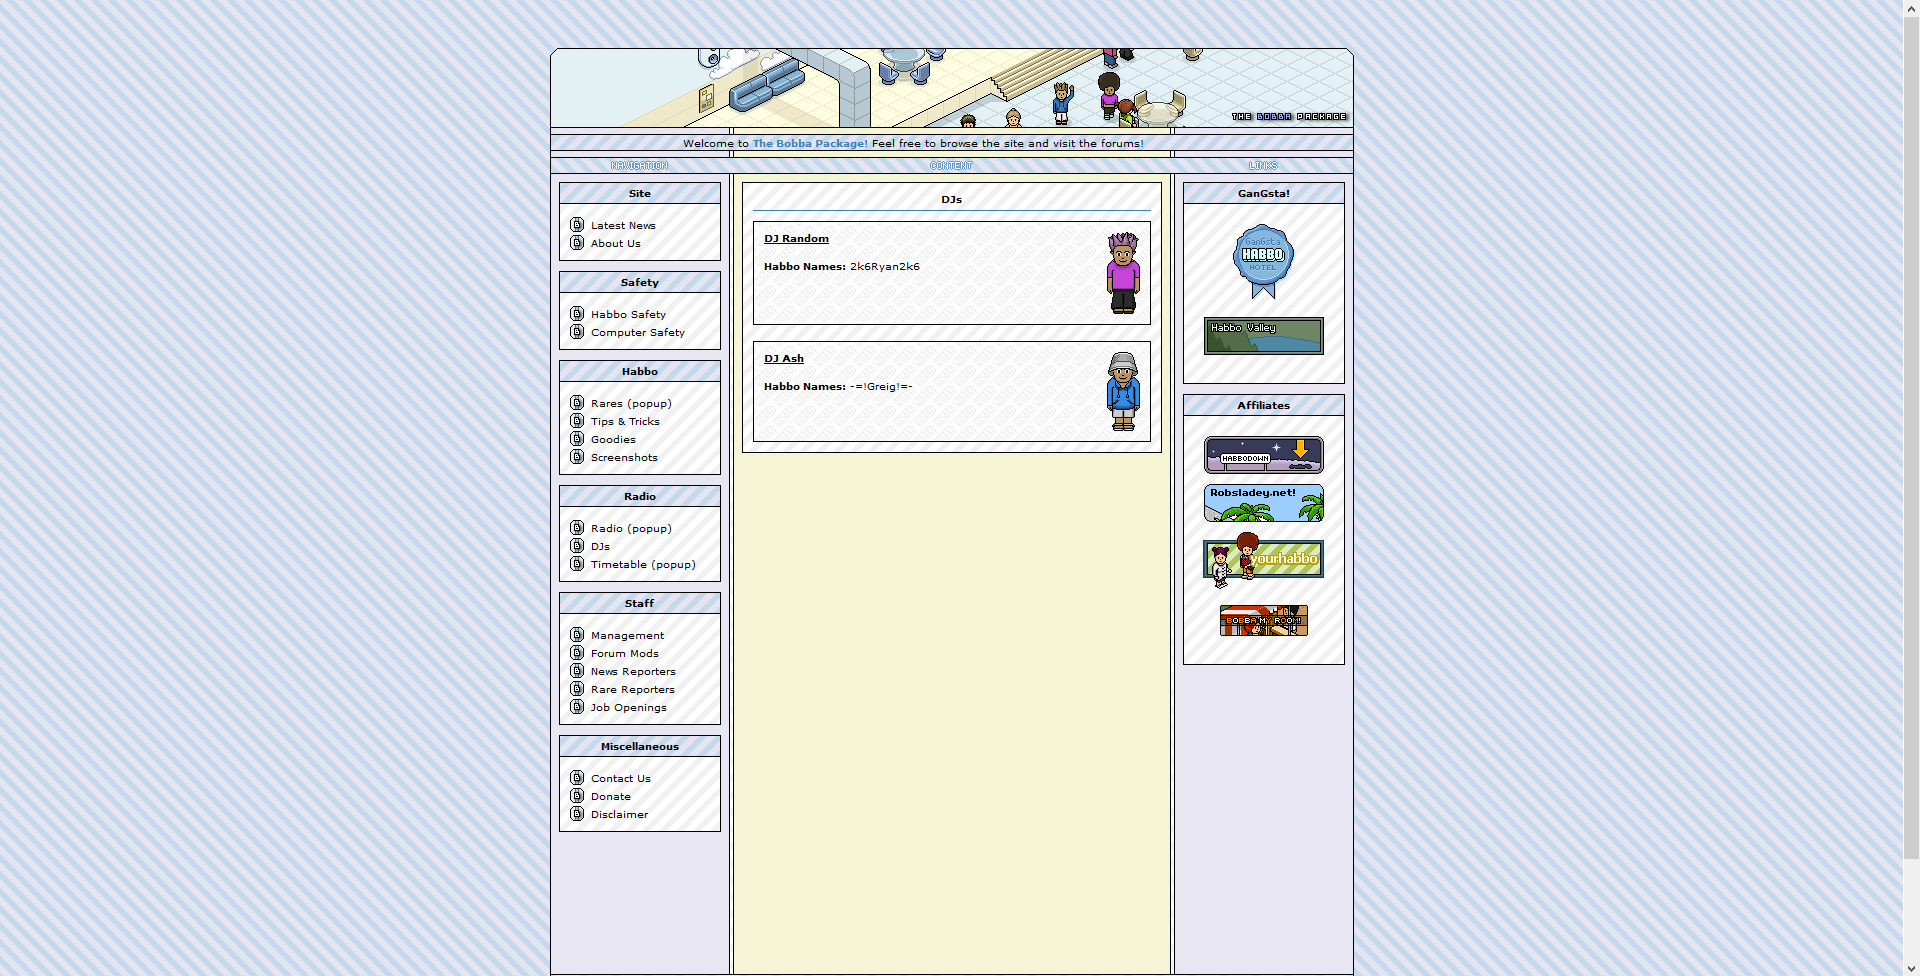 THE BOBBA PACKAGE
Welcome to The Bobba Package! Feel free to browse the site and visit the forums!
NAVIGATION
CONTENT
LINKS
Site
Latest News
About Us
Safety
Habbo Safety
Computer Safety
Habbo
Rares (popup)
Tips & Tricks
Goodies
Screenshots
Radio
Radio (popup)
DJs
Timetable (popup)
Staff
Management
Forum Mods
News Reporters
Rare Reporters
Job Openings
Miscellaneous
Contact Us
Donate
Disclaimer
DJs
DJ Random
Habbo Names: 2k6Ryan2k6
DJ Ash
Habbo Names: -=!Greig!=-
GanGsta!
GanGsta
HABBO
HOTEL
Habbo Valley
Affiliates
HABBODOWN
Robsladey.net!
yourhabbo
BOBBA MY ROOM!